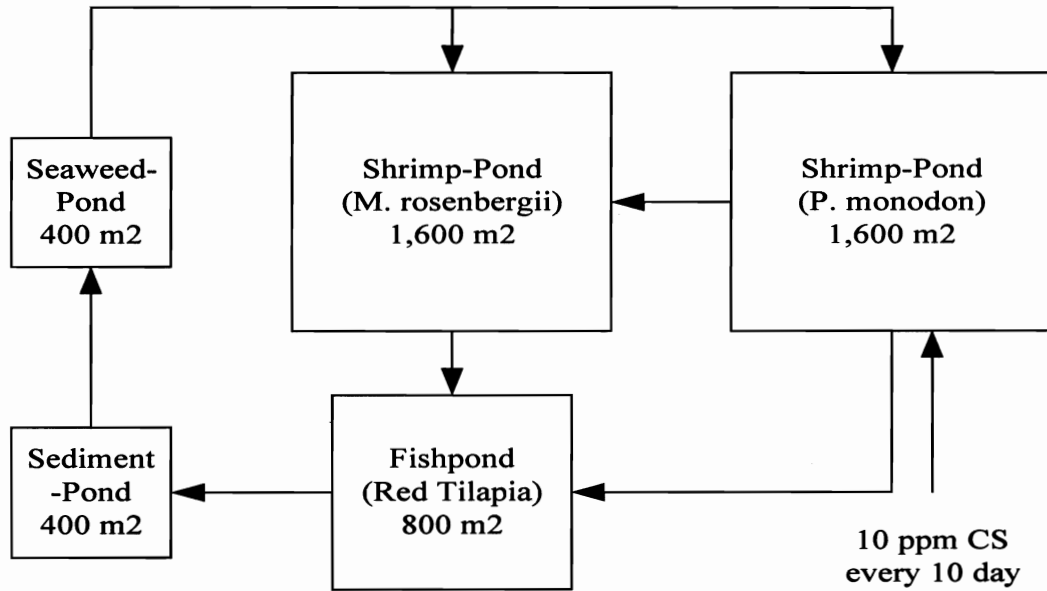 Seaweed-
Pond
400 m2
Shrimp-Pond
(M. rosenbergii)
1,600 m2
Shrimp-Pond
(P. monodon)
1,600 m2
Sediment
-Pond
400 m2
Fishpond
(Red Tilapia)
800 m2
10 ppm CS
every 10 day